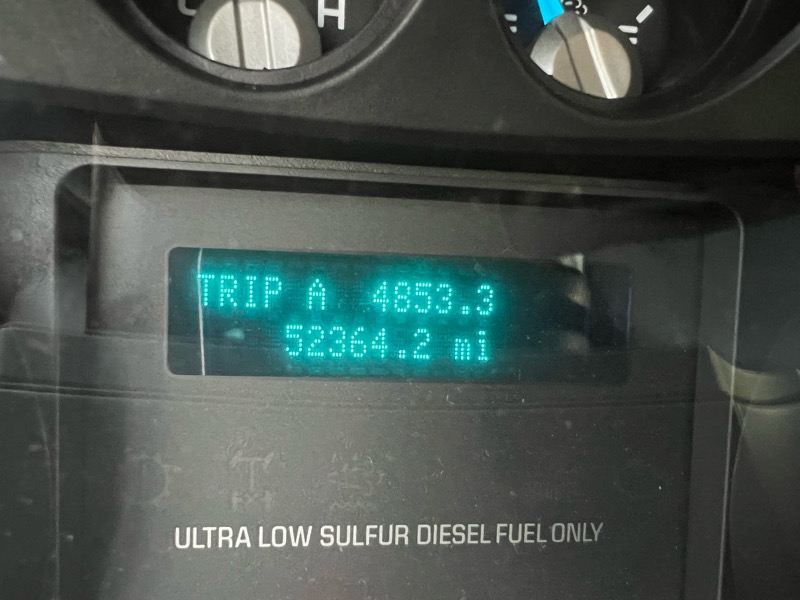 H
TRIP A 4853.3
52364.2 mi
ULTRA LOW SULFUR DIESEL FUEL ONLY